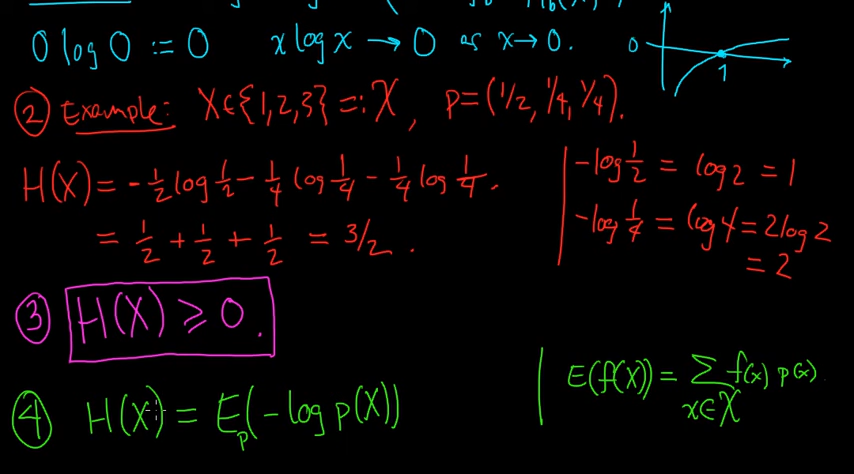 0 log 0 := 0   x log x → 0 as x → 0.
0
1
② Example: X ∈ {1, 2, 3} =: 𝒳, p = (1/2, 1/4, 1/4).
H(X) = - 1/2 log 1/2 - 1/4 log 1/4 - 1/4 log 1/4.
= 1/2 + 1/2 + 1/2 = 3/2.
-log 1/2 = log 2 = 1
-log 1/4 = log 4 = 2 log 2
= 2
③ H(X) ≥ 0.
④ H(X) = E_p(-log p(X))
E(f(X)) = ∑_{x∈𝒳} f(x) p(x).